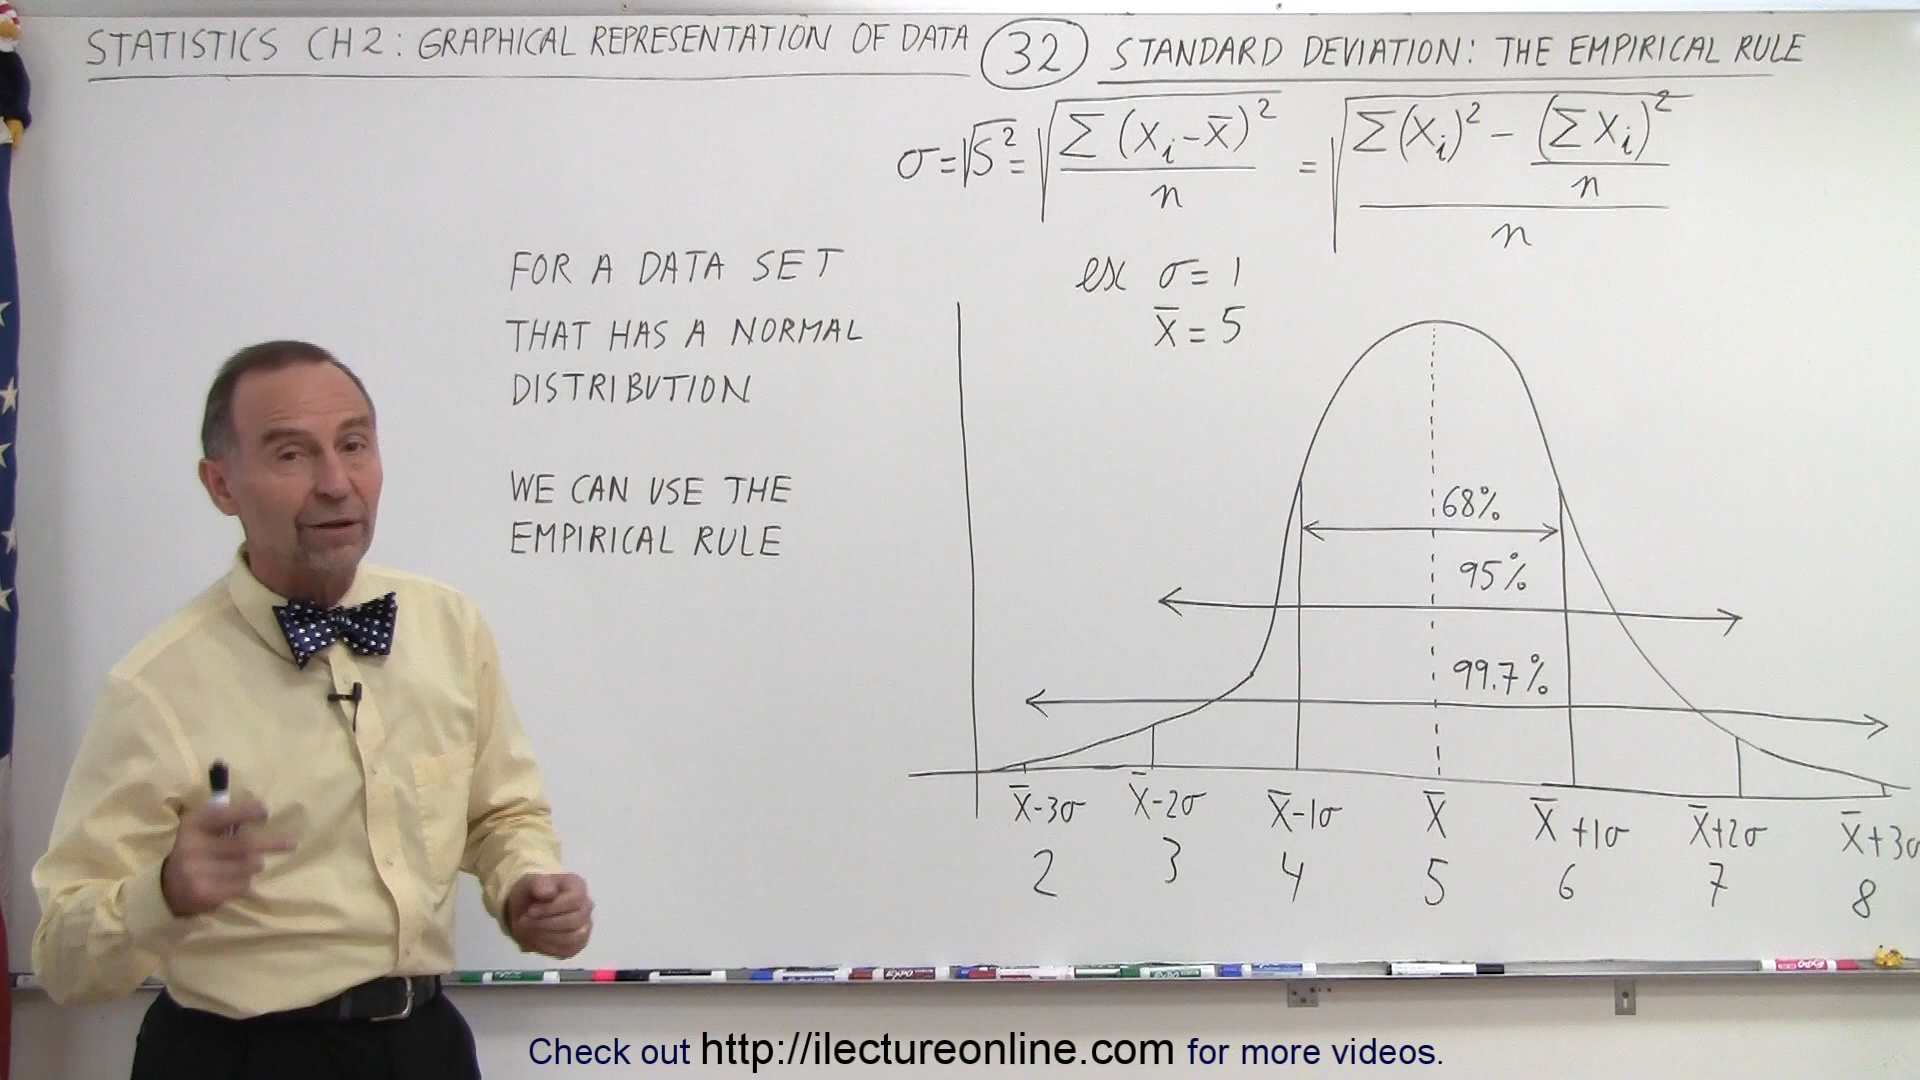 STATISTICS CH 2: GRAPHICAL REPRESENTATION OF DATA 32 STANDARD DEVIATION: THE EMPIRICAL RULE
σ = √S² = √(Σ(Xᵢ - X̄)² / n) = √((Σ(Xᵢ)² - (ΣXᵢ)² / n) / n)
FOR A DATA SET
THAT HAS A NORMAL
DISTRIBUTION
WE CAN USE THE
EMPIRICAL RULE
ex σ = 1
X̄ = 5
68%
95%
99.7%
X̄-3σ X̄-2σ X̄-1σ X̄ X̄+1σ X̄+2σ X̄+3σ
2 3 4 5 6 7 8
Check out http://ilectureonline.com for more videos.